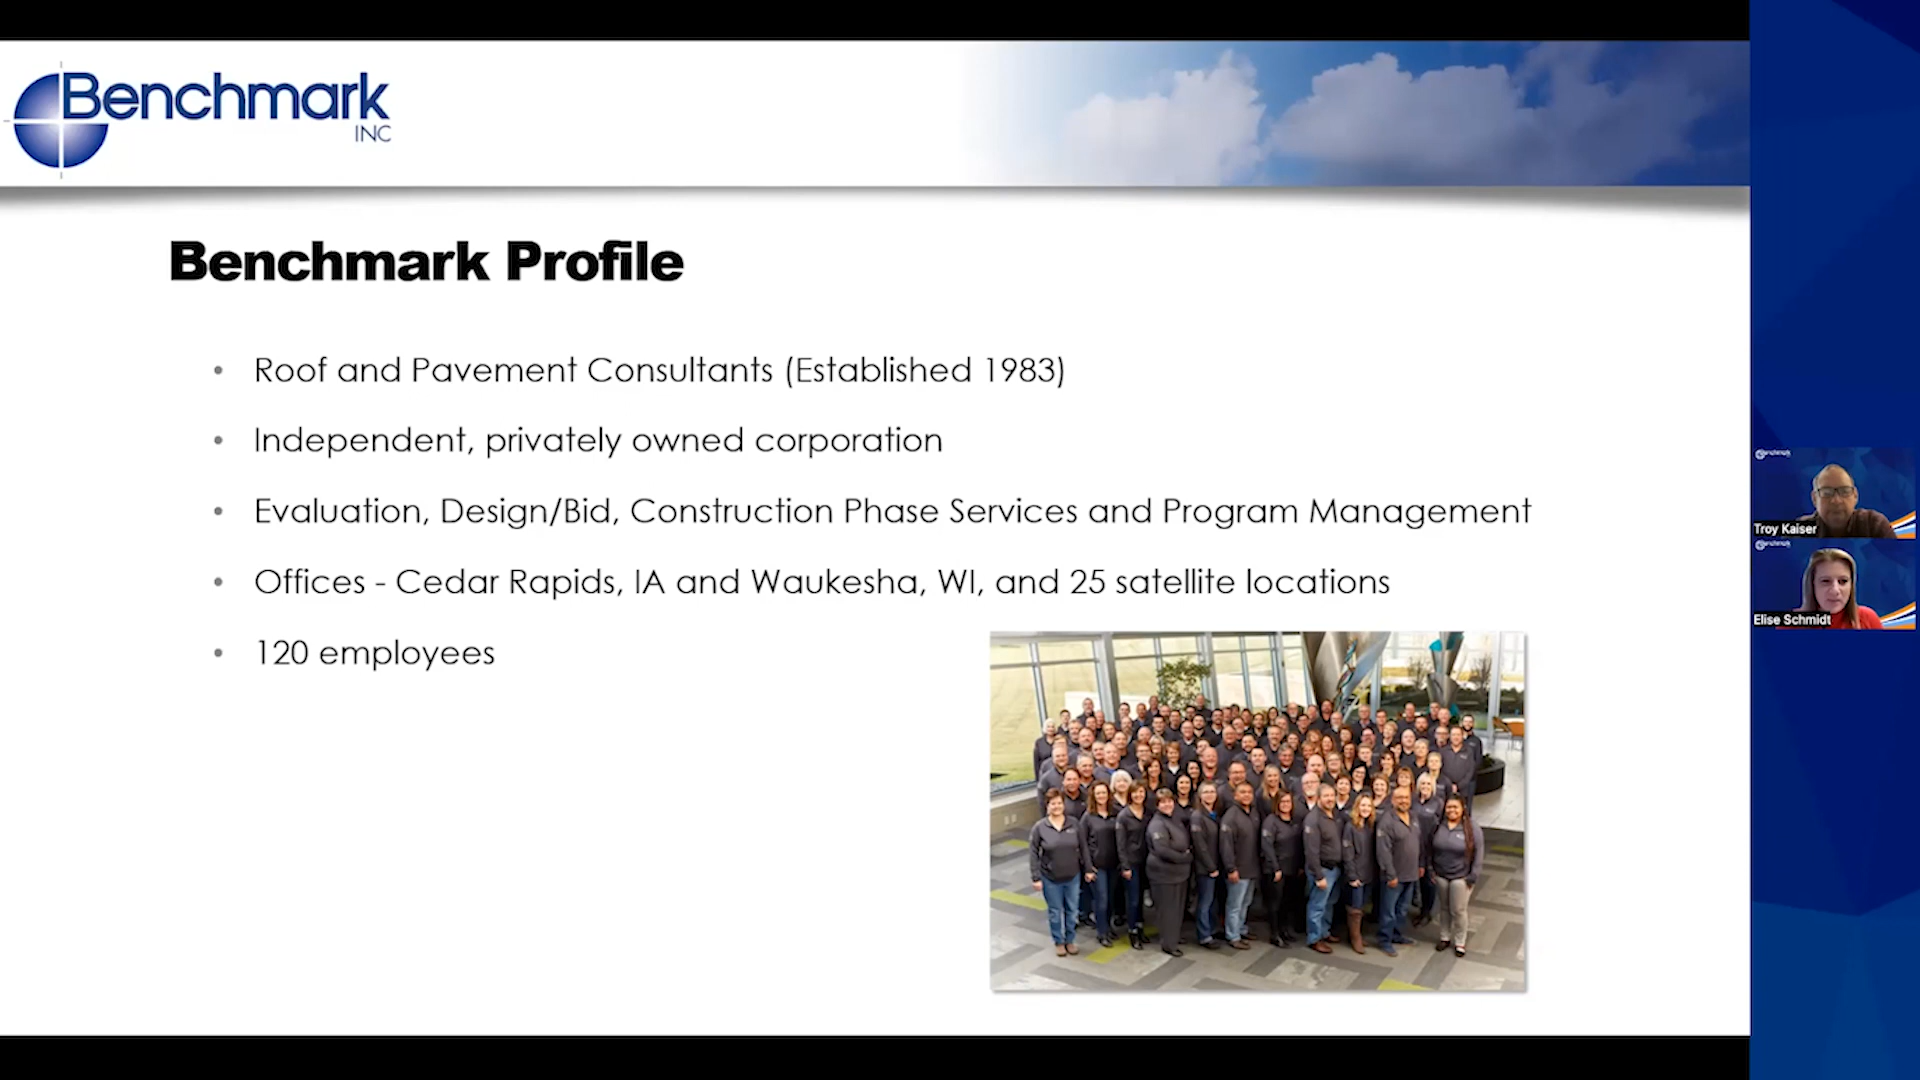 Benchmark
INC
Benchmark Profile
• Roof and Pavement Consultants (Established 1983)
• Independent, privately owned corporation
• Evaluation, Design/Bid, Construction Phase Services and Program Management
• Offices - Cedar Rapids, IA and Waukesha, WI, and 25 satellite locations
• 120 employees
Benchmark
Troy Kaiser
Benchmark
Elise Schmidt